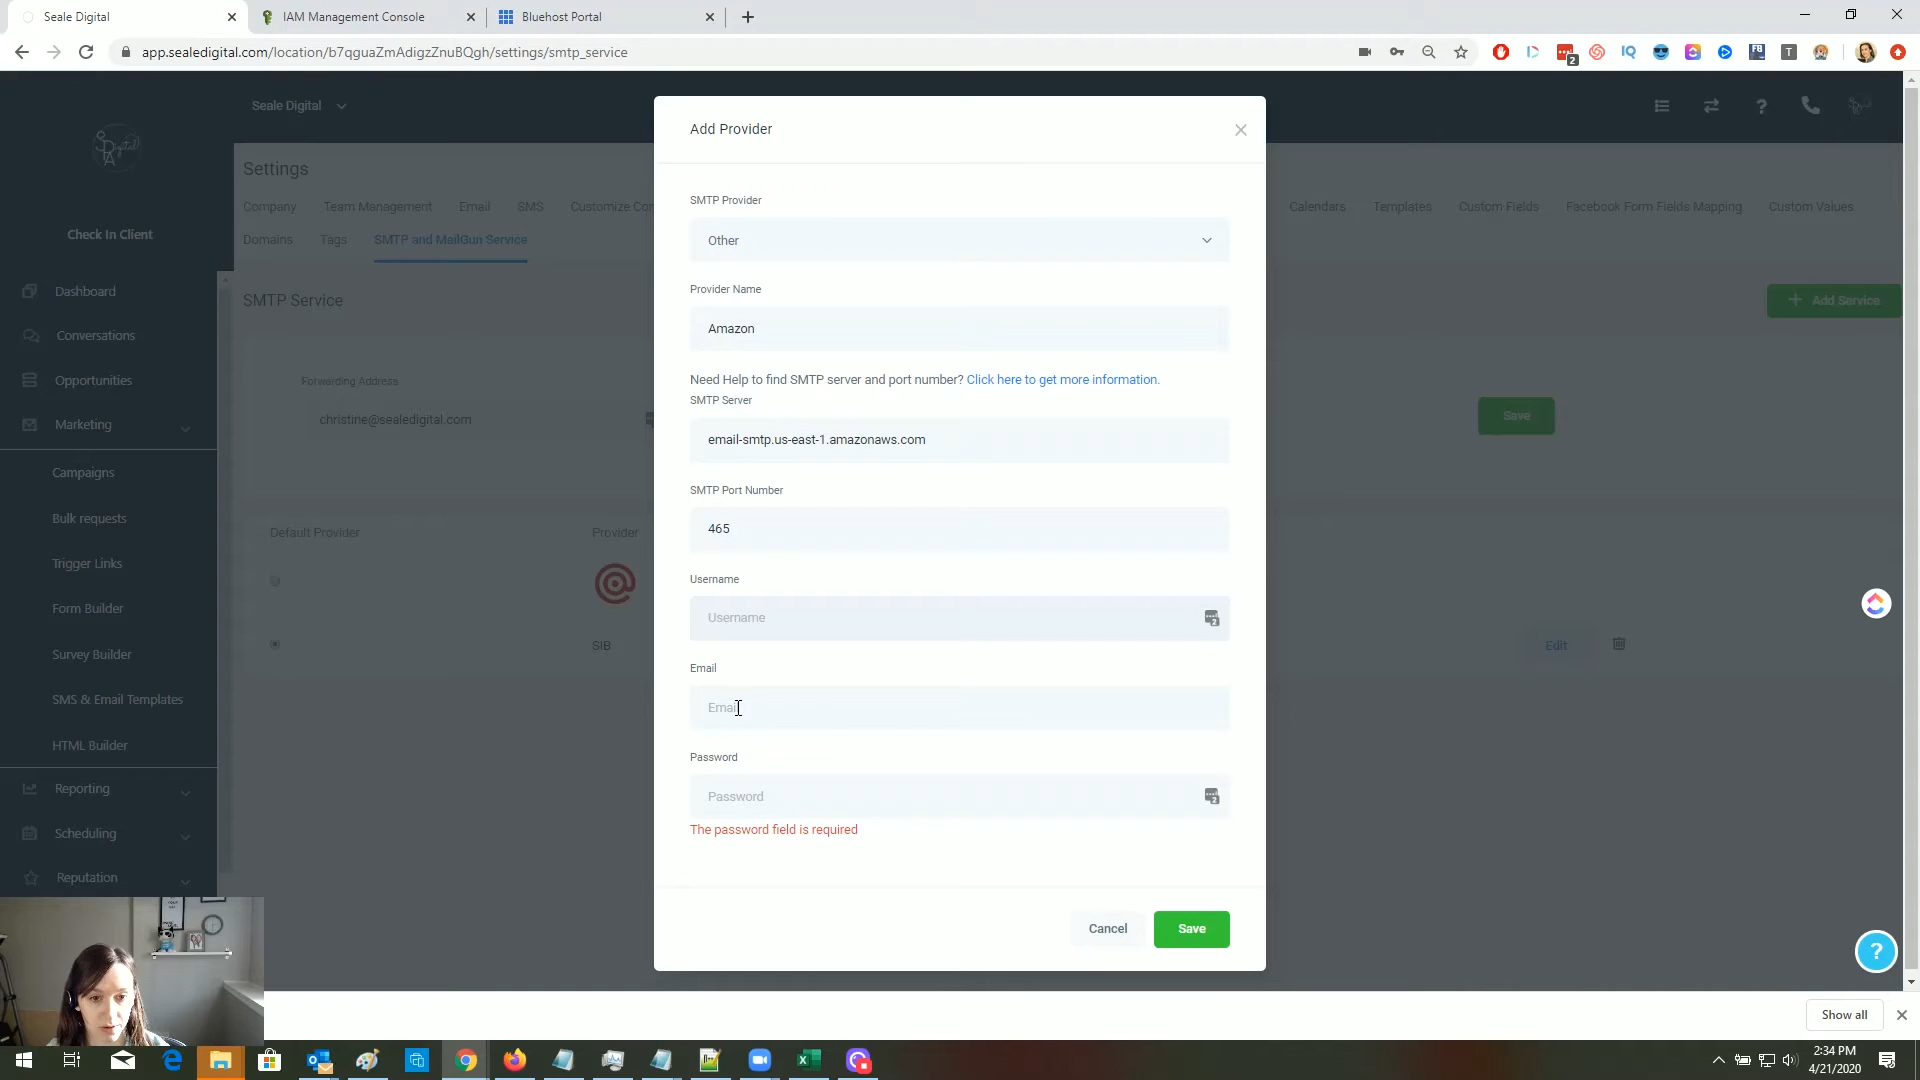 Seale Digital
IAM Management Console
Bluehost Portal
app.sealedigital.com/location/b7qguaZmAdigzZnuBQgh/settings/smtp_service
Seale Digital
Check In Client
Dashboard
Conversations
Opportunities
Marketing
Campaigns
Bulk requests
Trigger Links
Form Builder
Survey Builder
SMS & Email Templates
HTML Builder
Reporting
Scheduling
Reputation
Settings
Company
Team Management
Email
SMS
Customize Con
Calendars
Templates
Custom Fields
Facebook Form Fields Mapping
Custom Values
Domains
Tags
SMTP and MailGun Service
SMTP Service
+ Add Service
Forwarding Address
christine@sealedigital.com
Save
Default Provider
Provider
SIB
Edit
Add Provider
SMTP Provider
Other
Provider Name
Amazon
Need Help to find SMTP server and port number? Click here to get more information.
SMTP Server
email-smtp.us-east-1.amazonaws.com
SMTP Port Number
465
Username
Username
Email
Email
Password
Password
The password field is required
Cancel
Save
?
Show all
2:34 PM
4/21/2020